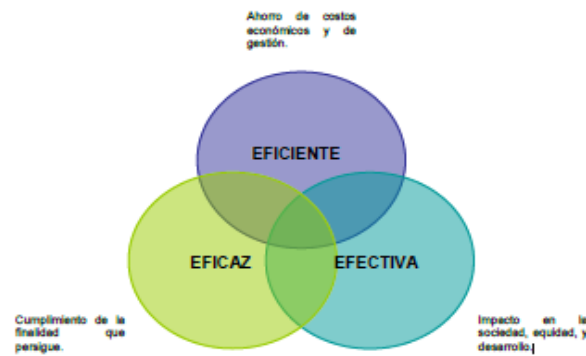 Ahorro de costos
económicos y de
gestión.
EFICIENTE
EFICAZ
EFECTIVA
Cumplimiento de la
finalidad que
persigue.
Impacto en la
sociedad, equidad, y
desarrollo.